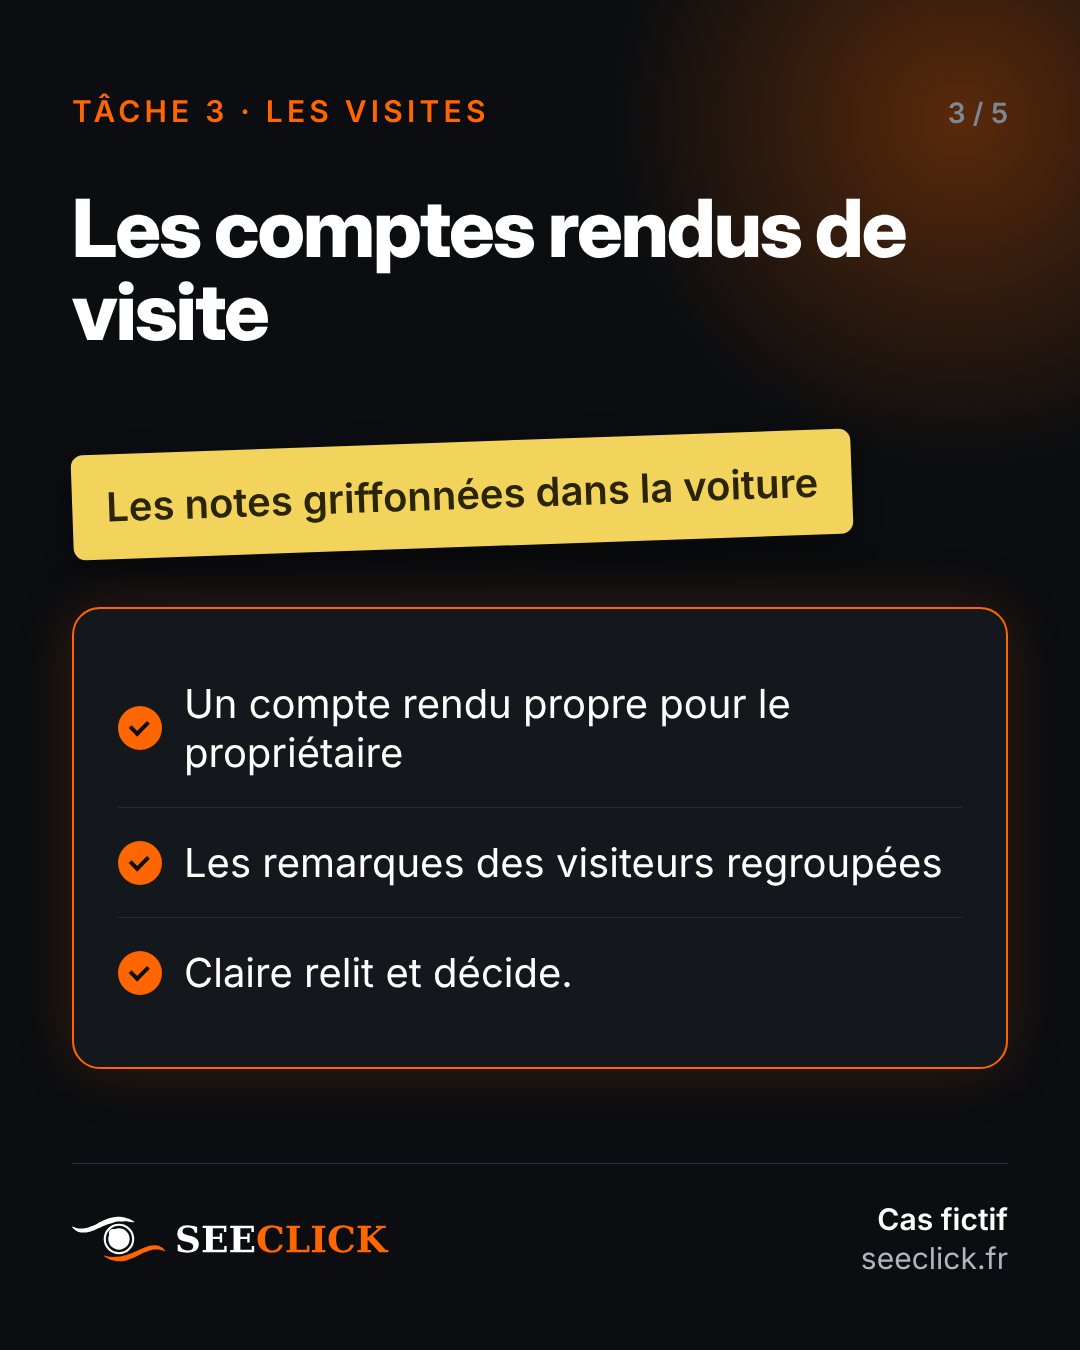 TÂCHE 3 · LES VISITES
3 / 5
Les comptes rendus de
visite
Les notes griffonnées dans la voiture
Un compte rendu propre pour le
propriétaire
Les remarques des visiteurs regroupées
Claire relit et décide.
SEECLICK
Cas fictif
seeclick.fr